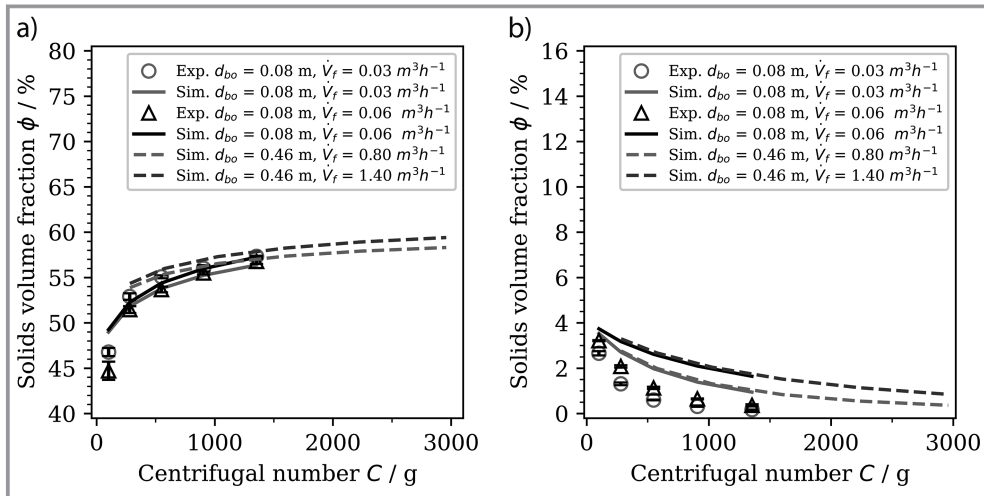 a)
Solids volume fraction ϕ / %
80
75
70
65
60
55
50
45
40
Exp. d_bo = 0.08 m, V̇_f = 0.03 m³h⁻¹
Sim. d_bo = 0.08 m, V̇_f = 0.03 m³h⁻¹
Exp. d_bo = 0.08 m, V̇_f = 0.06 m³h⁻¹
Sim. d_bo = 0.08 m, V̇_f = 0.06 m³h⁻¹
Sim. d_bo = 0.46 m, V̇_f = 0.80 m³h⁻¹
Sim. d_bo = 0.46 m, V̇_f = 1.40 m³h⁻¹
0 1000 2000 3000
Centrifugal number C / g
b)
Solids volume fraction ϕ / %
16
14
12
10
8
6
4
2
0
Exp. d_bo = 0.08 m, V̇_f = 0.03 m³h⁻¹
Sim. d_bo = 0.08 m, V̇_f = 0.03 m³h⁻¹
Exp. d_bo = 0.08 m, V̇_f = 0.06 m³h⁻¹
Sim. d_bo = 0.08 m, V̇_f = 0.06 m³h⁻¹
Sim. d_bo = 0.46 m, V̇_f = 0.80 m³h⁻¹
Sim. d_bo = 0.46 m, V̇_f = 1.40 m³h⁻¹
0 1000 2000 3000
Centrifugal number C / g